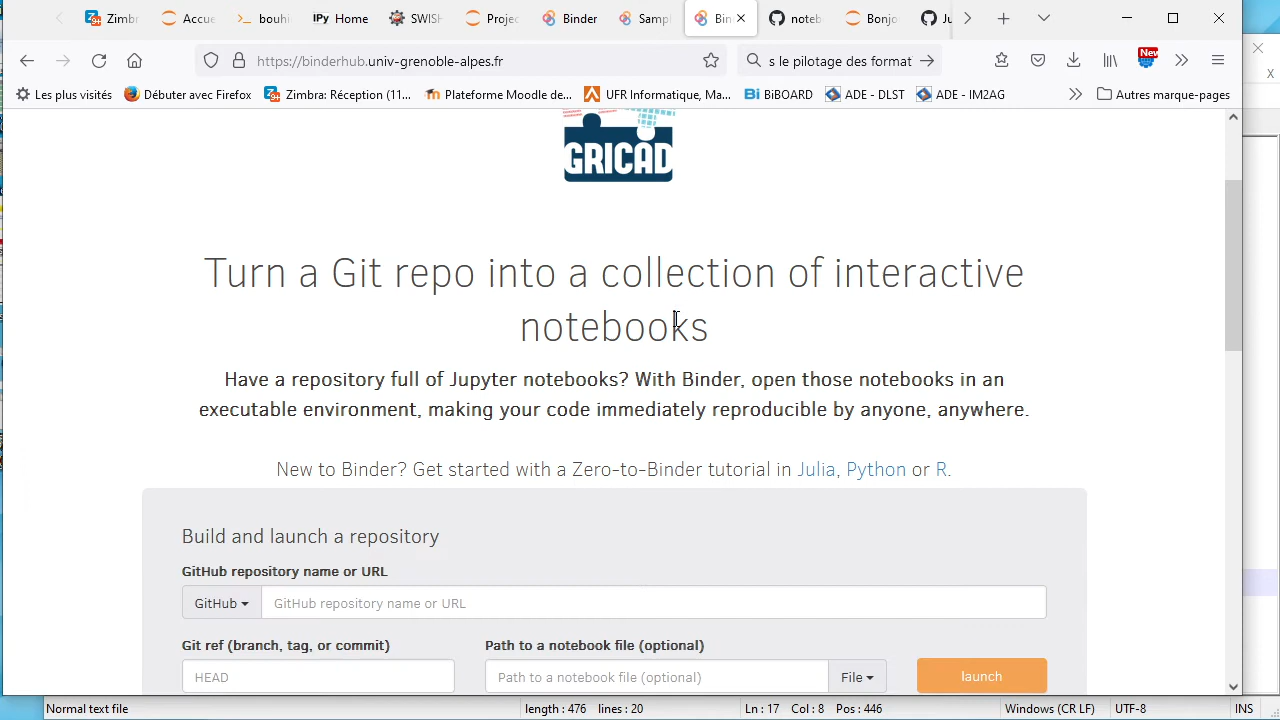 Zimbr
Accue
bouhi
IPy Home
SWISH
Projec
Binder
Sampl
Bin
noteb
Bonjo
Ju
https://binderhub.univ-grenoble-alpes.fr
s le pilotage des format
New
Les plus visités
Débuter avec Firefox
Zimbra: Réception (11...
Plateforme Moodle de...
UFR Informatique, Ma...
Bi BiBOARD
ADE - DLST
ADE - IM2AG
Autres marque-pages
GRICAD
Turn a Git repo into a collection of interactive
notebooks
Have a repository full of Jupyter notebooks? With Binder, open those notebooks in an
executable environment, making your code immediately reproducible by anyone, anywhere.
New to Binder? Get started with a Zero-to-Binder tutorial in Julia, Python or R.
Build and launch a repository
GitHub repository name or URL
GitHub
GitHub repository name or URL
Git ref (branch, tag, or commit)
Path to a notebook file (optional)
HEAD
Path to a notebook file (optional)
File
launch
Normal text file
length : 476 lines : 20
Ln : 17 Col : 8 Pos : 446
Windows (CR LF)
UTF-8
INS